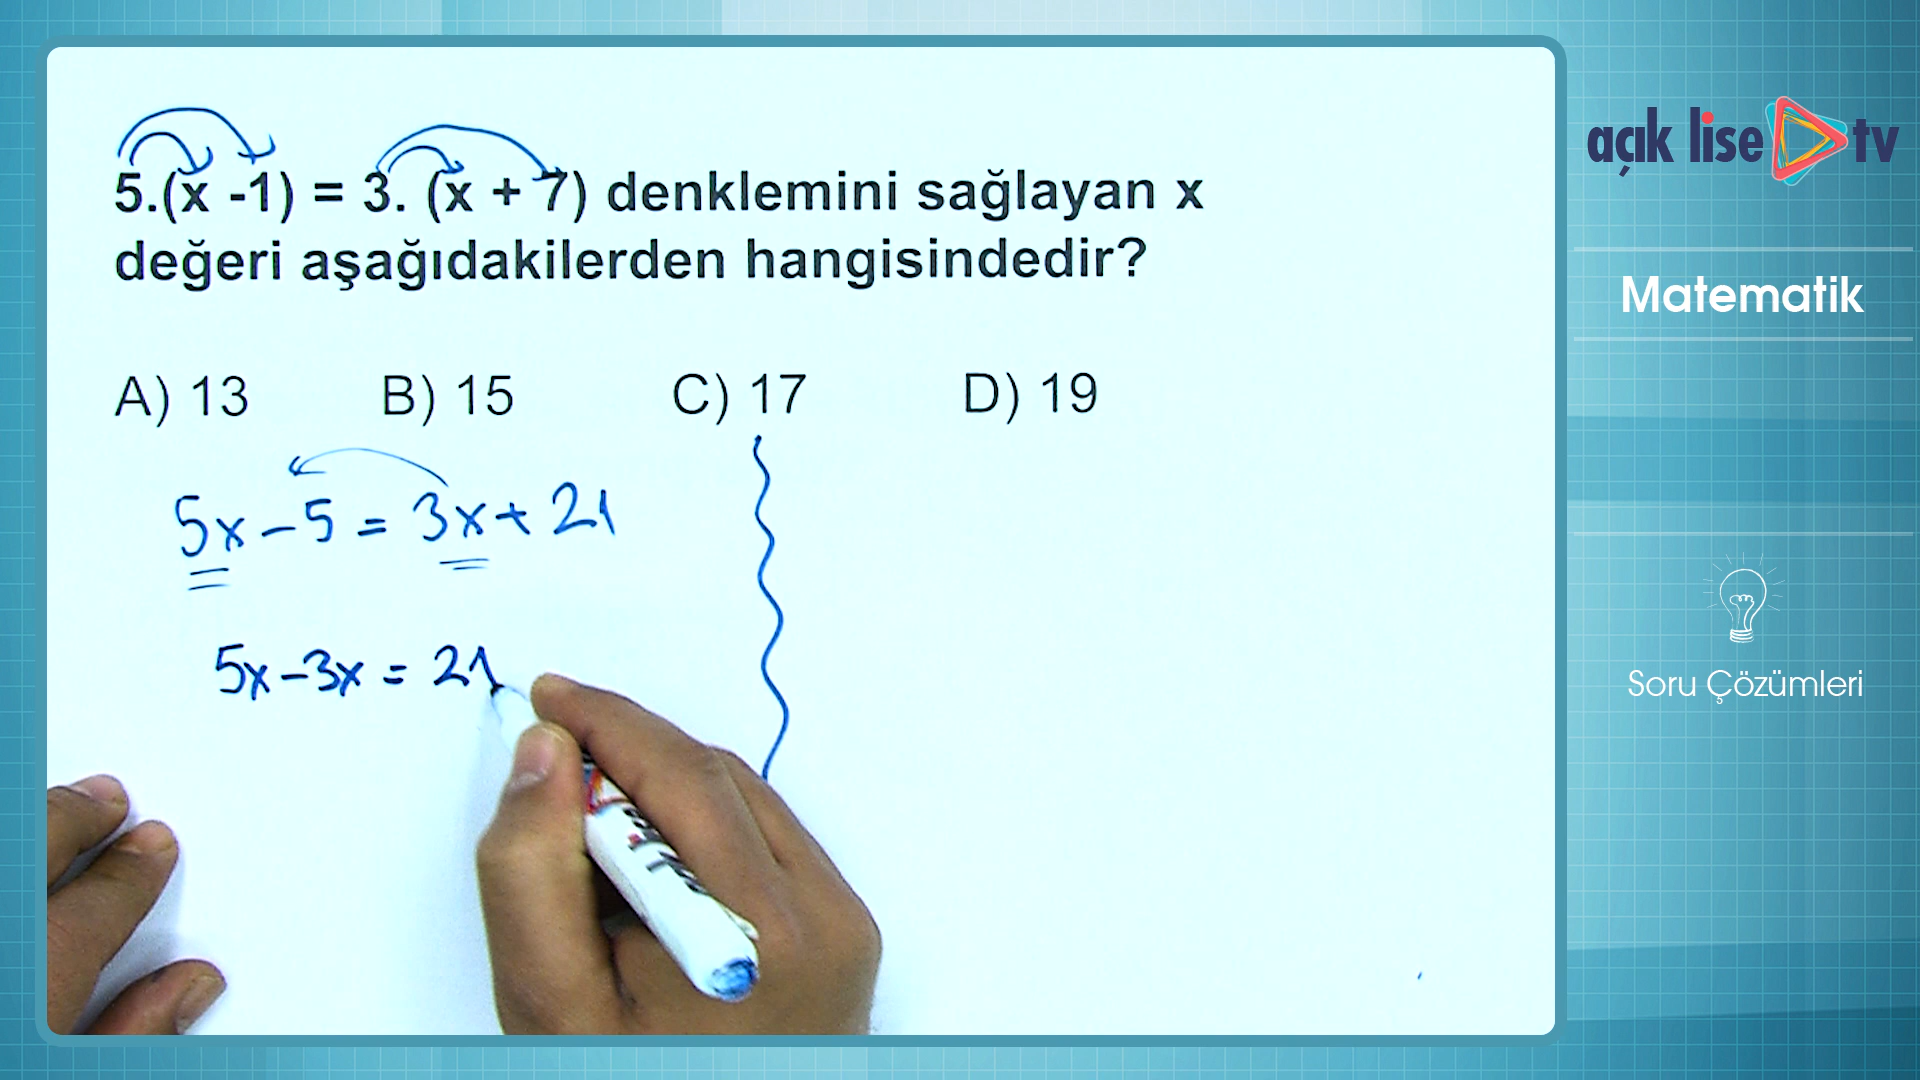 5.(x -1) = 3. (x + 7) denklemini sağlayan x
değeri aşağıdakilerden hangisindedir?
A) 13 B) 15 C) 17 D) 19
5x - 5 = 3x + 21
5x - 3x = 21
açık lise tv
Matematik
Soru Çözümleri